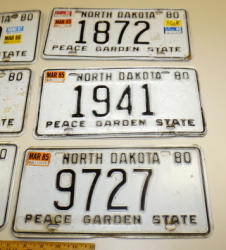 NORTH DAKOTA 80
1872
PEACE GARDEN STATE
MAR 85 NORTH DAKOTA 80
1941
PEACE GARDEN STATE
MAR 85 NORTH DAKOTA 80
9727
PEACE GARDEN STATE